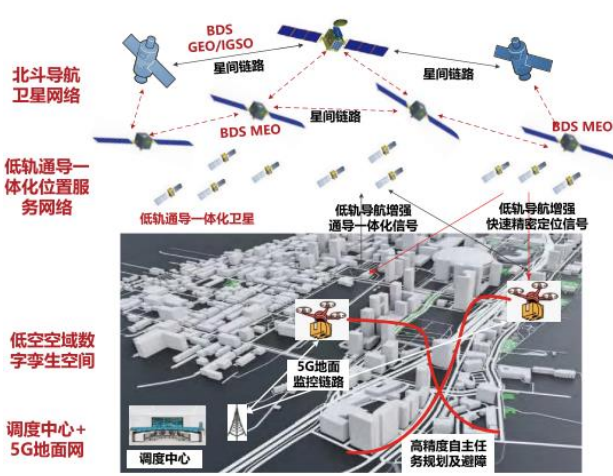 BDS
GEO/IGSO
星间链路
星间链路
北斗导航
卫星网络
BDS MEO
星间链路
BDS MEO
低轨通导一
体化位置服
务网络
低轨通导一体化卫星
低轨导航增强
通导一体化信号
低轨导航增强
快速精密定位信号
低空空域数
字孪生空间
5G地面
监控链路
调度中心+
5G地面网
调度中心
高精度自主任
务规划及避障